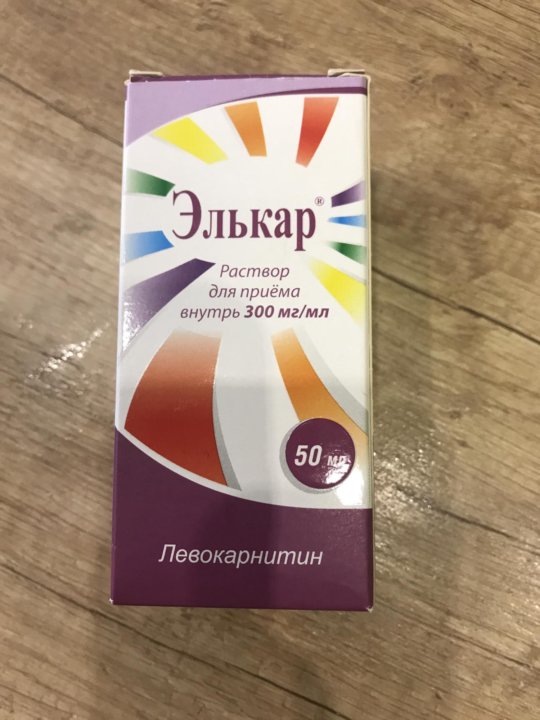 Элькар®
Раствор
для приёма
внутрь 300 мг/мл
50 мл
Левокарнитин